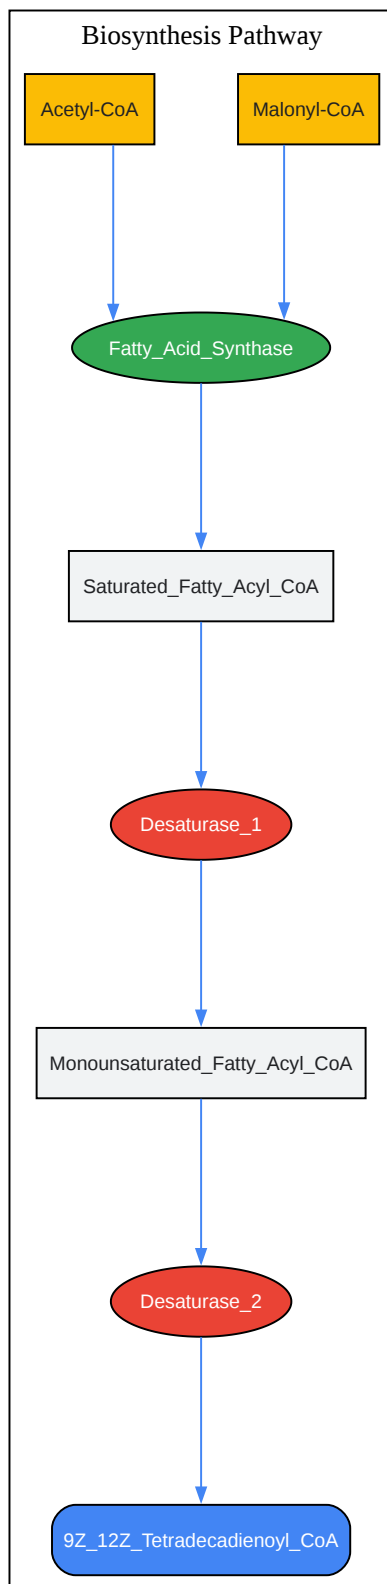 Biosynthesis Pathway
Acetyl-CoA
Malonyl-CoA
Fatty_Acid_Synthase
Saturated_Fatty_Acyl_CoA
Desaturase_1
Monounsaturated_Fatty_Acyl_CoA
Desaturase_2
9Z_12Z_Tetradecadienoyl_CoA